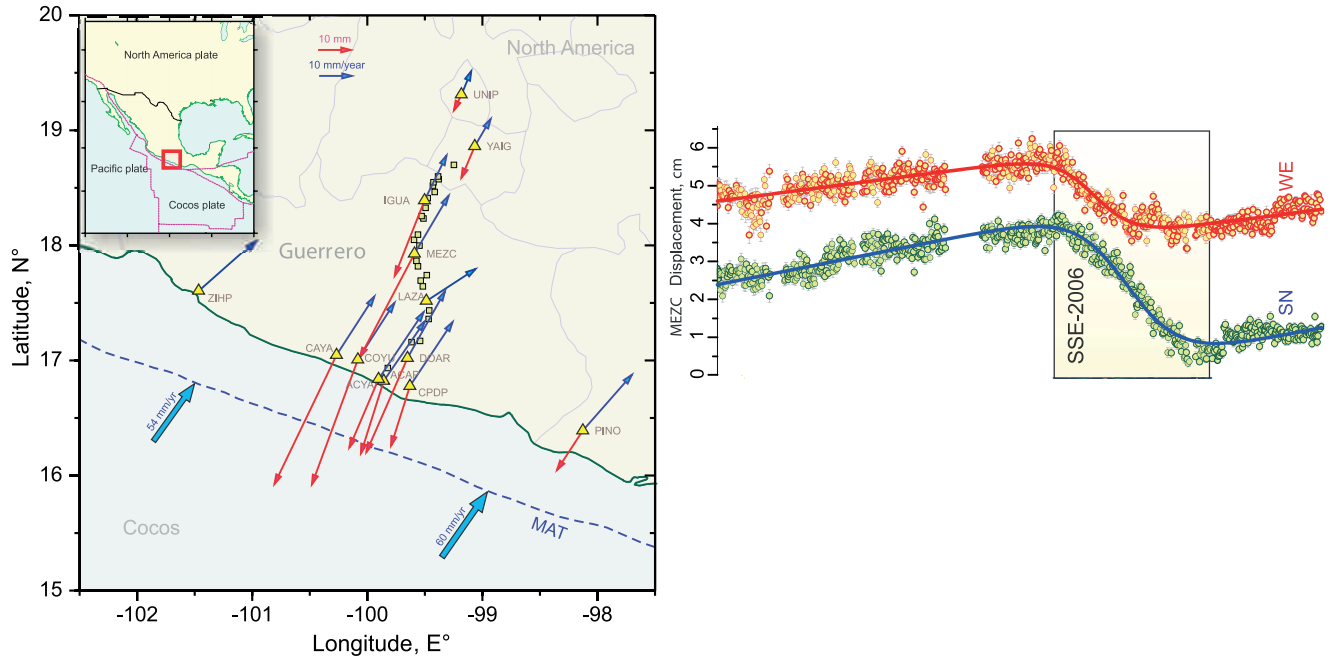 20
19
18
17
16
15
Latitude, N°
-102
-101
-100
-99
-98
Longitude, E°
North America plate
Pacific plate
Cocos plate
10 mm
10 mm/year
North America
UNIP
YAIG
IGUA
Guerrero
MEZC
LAZA
ZIHP
CAYA
COYU
DOAR
ACYA
ACAP
CPDP
PINO
54 mm/yr
60 mm/yr
MAT
Cocos
MEZC Displacement, cm
6
5
4
3
2
1
0
SSE-2006
WE
SN